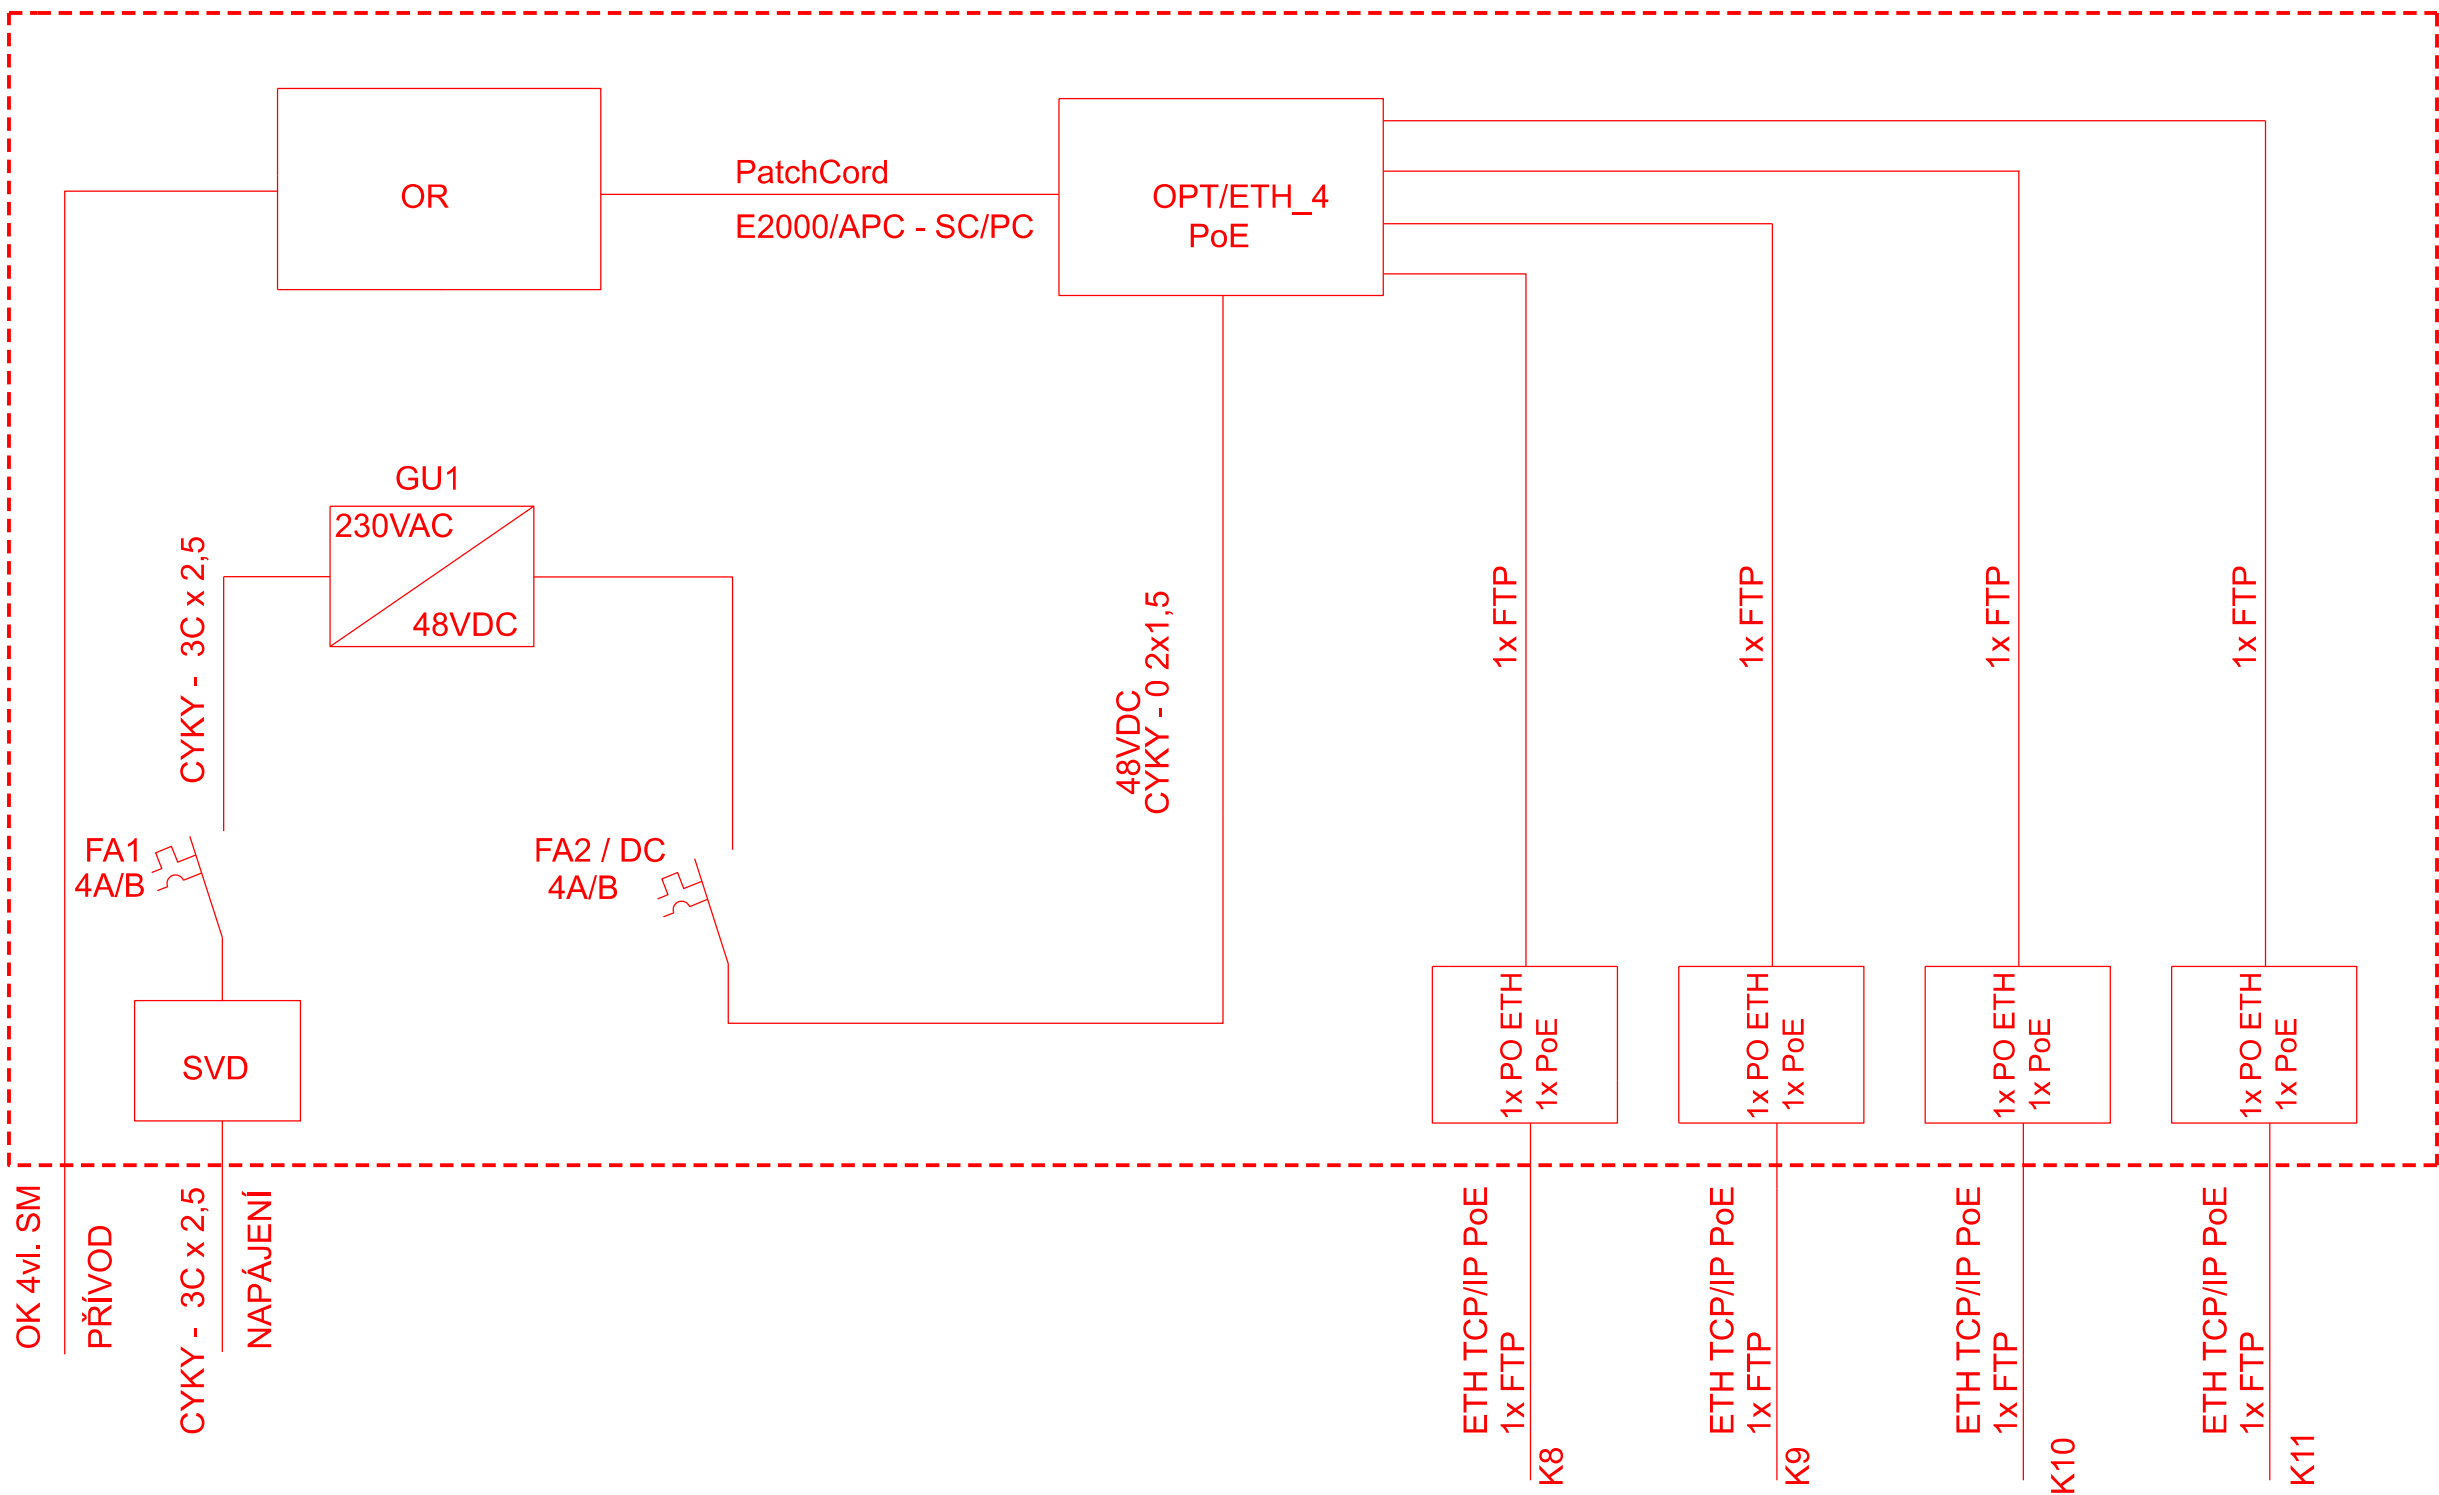 OR
PatchCord
E2000/APC - SC/PC
OPT/ETH_4
PoE
GU1
230VAC
48VDC
CYKY - 3C x 2,5
FA1
4A/B
FA2 / DC
4A/B
48VDC
CYKY - 0 2x1,5
1x FTP
1x FTP
1x FTP
1x FTP
SVD
1x PO ETH
1x PoE
1x PO ETH
1x PoE
1x PO ETH
1x PoE
1x PO ETH
1x PoE
OK 4vl. SM
PŘÍVOD
CYKY - 3C x 2,5
NAPÁJENÍ
ETH TCP/IP PoE
1x FTP
K8
ETH TCP/IP PoE
1x FTP
K9
ETH TCP/IP PoE
1x FTP
K10
ETH TCP/IP PoE
1x FTP
K11